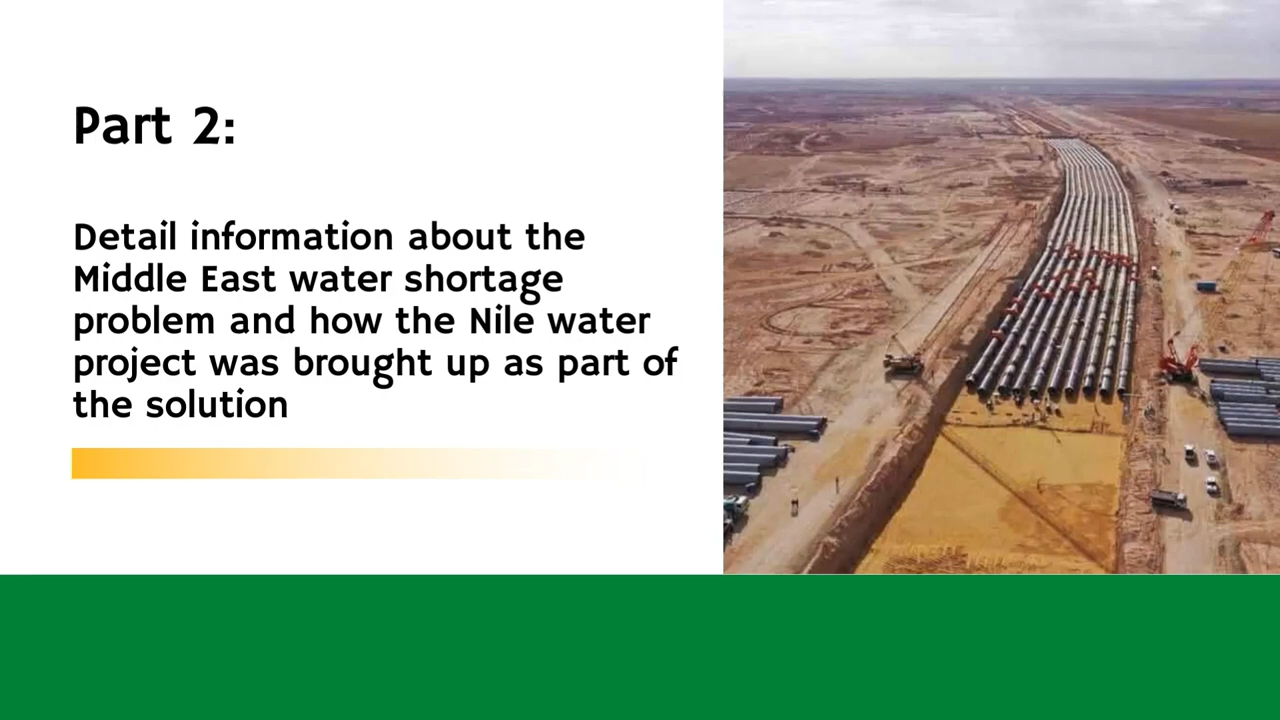 Part 2:
Detail information about the
Middle East water shortage
problem and how the Nile water
project was brought up as part of
the solution